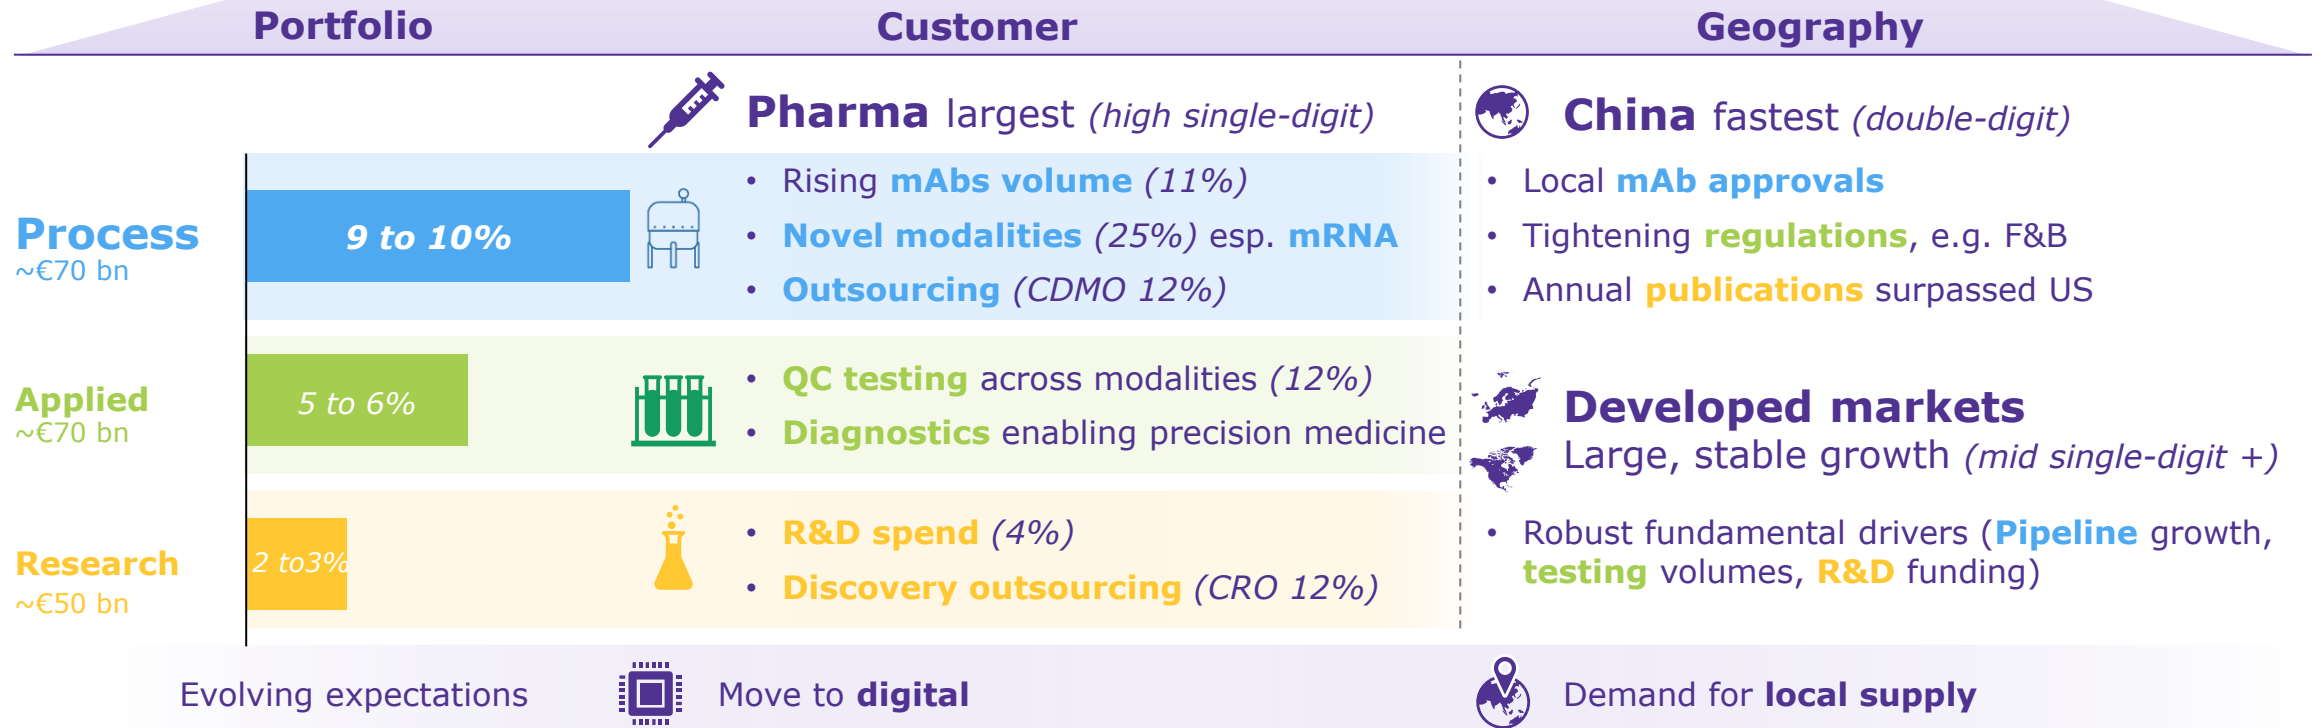 Portfolio
Customer
Geography
Pharma largest (high single-digit)
China fastest (double-digit)
Process
~€70 bn
9 to 10%
• Rising mAbs volume (11%)
• Novel modalities (25%) esp. mRNA
• Outsourcing (CDMO 12%)
• Local mAb approvals
• Tightening regulations, e.g. F&B
• Annual publications surpassed US
Applied
~€70 bn
5 to 6%
• QC testing across modalities (12%)
• Diagnostics enabling precision medicine
Developed markets
Large, stable growth (mid single-digit +)
Research
~€50 bn
2 to3%
• R&D spend (4%)
• Discovery outsourcing (CRO 12%)
• Robust fundamental drivers (Pipeline growth,
testing volumes, R&D funding)
Evolving expectations
Move to digital
Demand for local supply